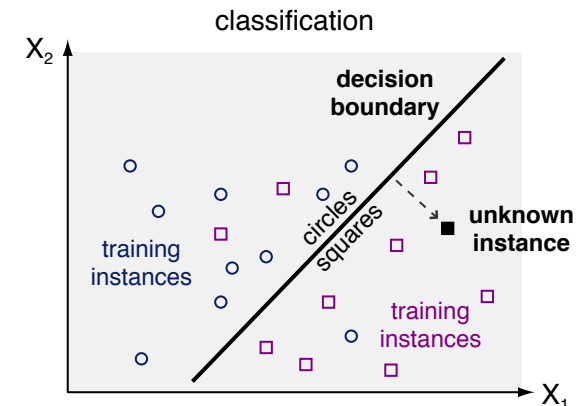 classification
X2
decision
boundary
circles
squares
unknown
instance
training
instances
training
instances
X1